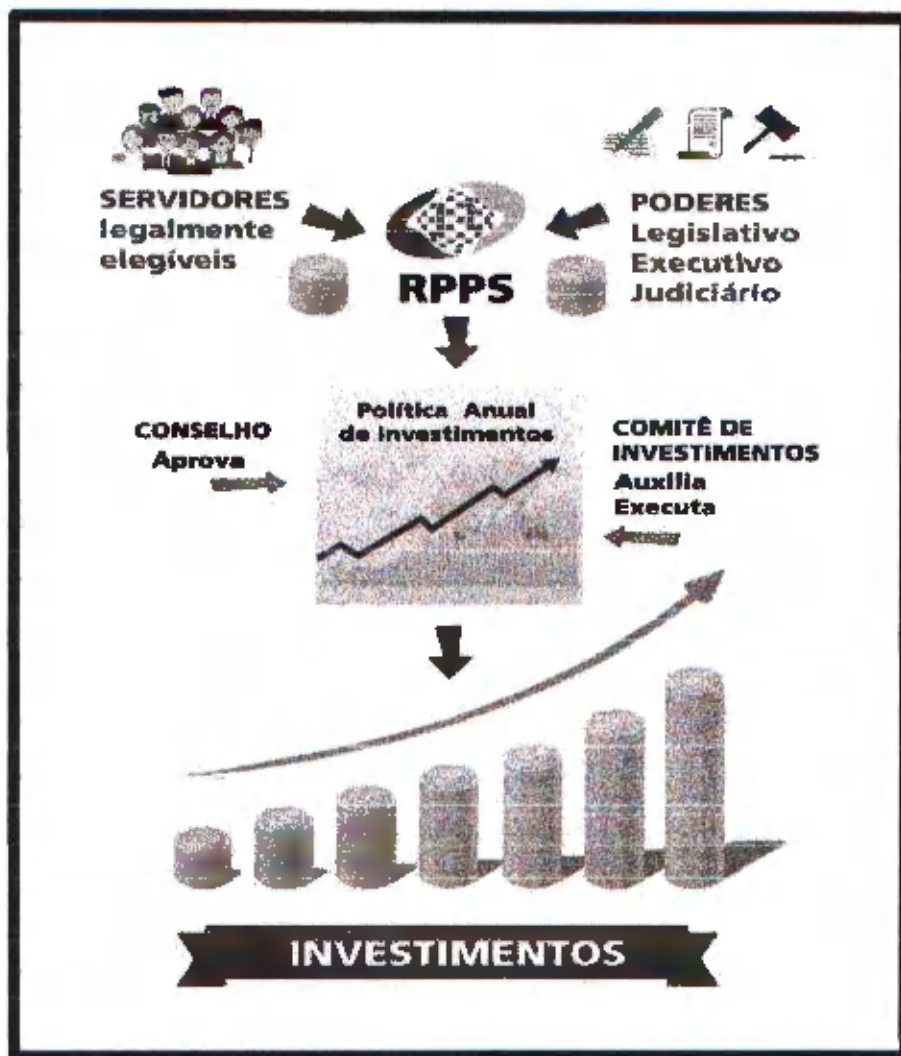 SERVIDORES
legalmente
elegíveis
RPPS
PODERES
Legislativo
Executivo
Judiciário
Política Anual
de Investimentos
CONSELHO
Aprova
COMITÊ DE
INVESTIMENTOS
Auxilia
Executa
INVESTIMENTOS